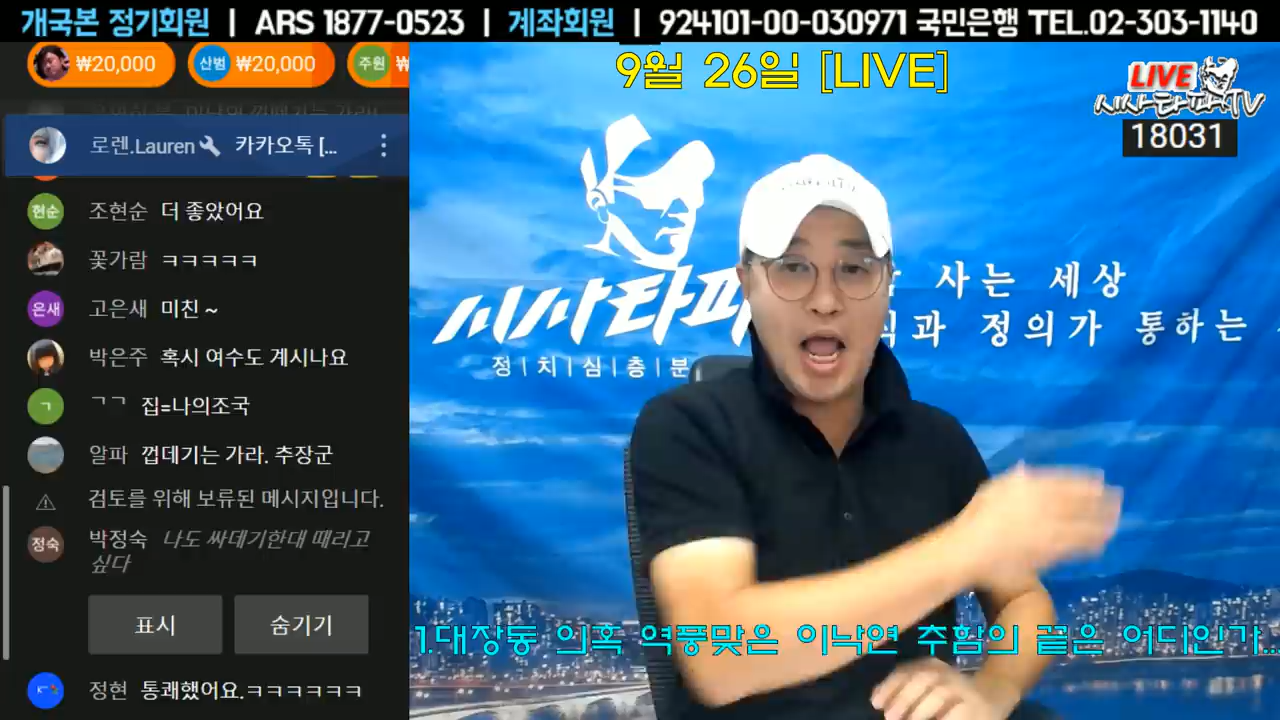 개국본 정기회원 | ARS 1877-0523 | 계좌회원 | 924101-00-030971 국민은행 TEL.02-303-1140
₩20,000
산범 ₩20,000
주원 ₩
9월 26일 [LIVE]
LIVE
시사타파TV
18031
로렌.Lauren 카카오톡 [...
현순 조현순 더 좋았어요
꽃가람 ㅋㅋㅋㅋㅋ
은새 고은새 미친 ~
박은주 혹시 여수도 계시나요
ㄱ ㄱㄱ 집=나의조국
알파 껍데기는 가라. 추장군
검토를 위해 보류된 메시지입니다.
정숙 박정숙 나도 싸데기한대 때리고
싶다
표시 숨기기
정현 통쾌했어요.ㅋㅋㅋㅋㅋㅋ
시사타파
정|치|심|층|분
사는 세상
과 정의가 통하는
1.대장동 의혹 역풍맞은 이낙연 추함의 끝은 어디인가...